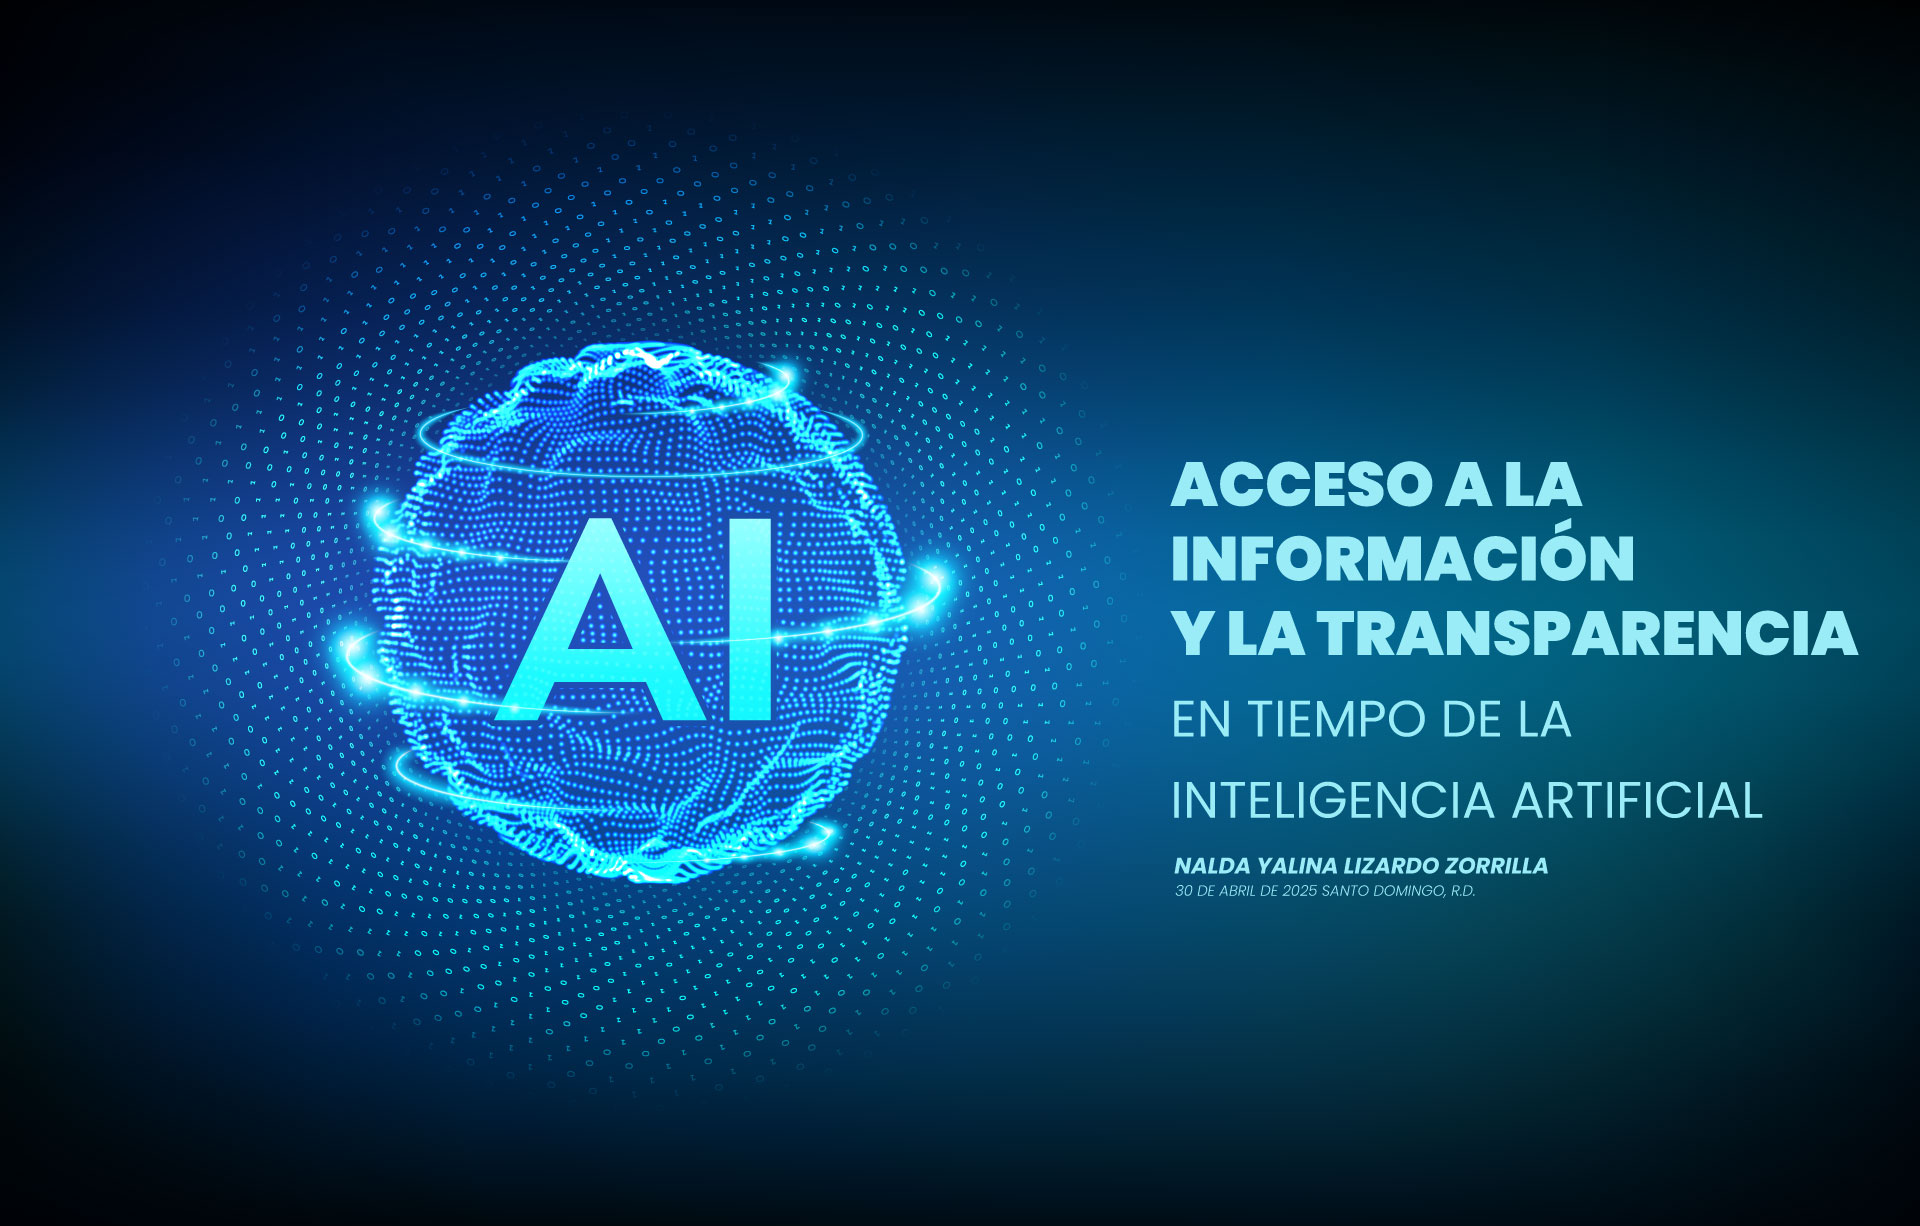 AI
ACCESO A LA
INFORMACIÓN
Y LA TRANSPARENCIA
EN TIEMPO DE LA
INTELIGENCIA ARTIFICIAL
NALDA YALINA LIZARDO ZORRILLA
30 DE ABRIL DE 2025 SANTO DOMINGO, R.D.